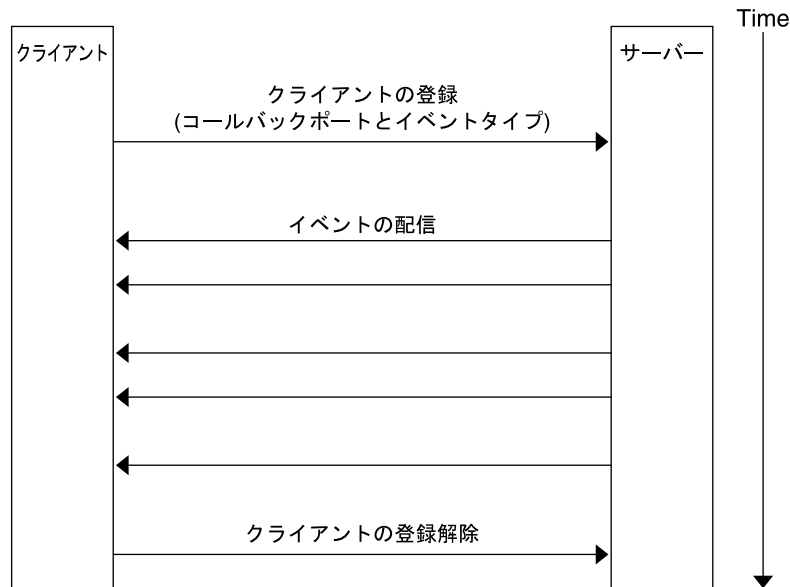 Time
クライアント
サーバー
クライアントの登録
(コールバックポートとイベントタイプ)
イベントの配信
クライアントの登録解除